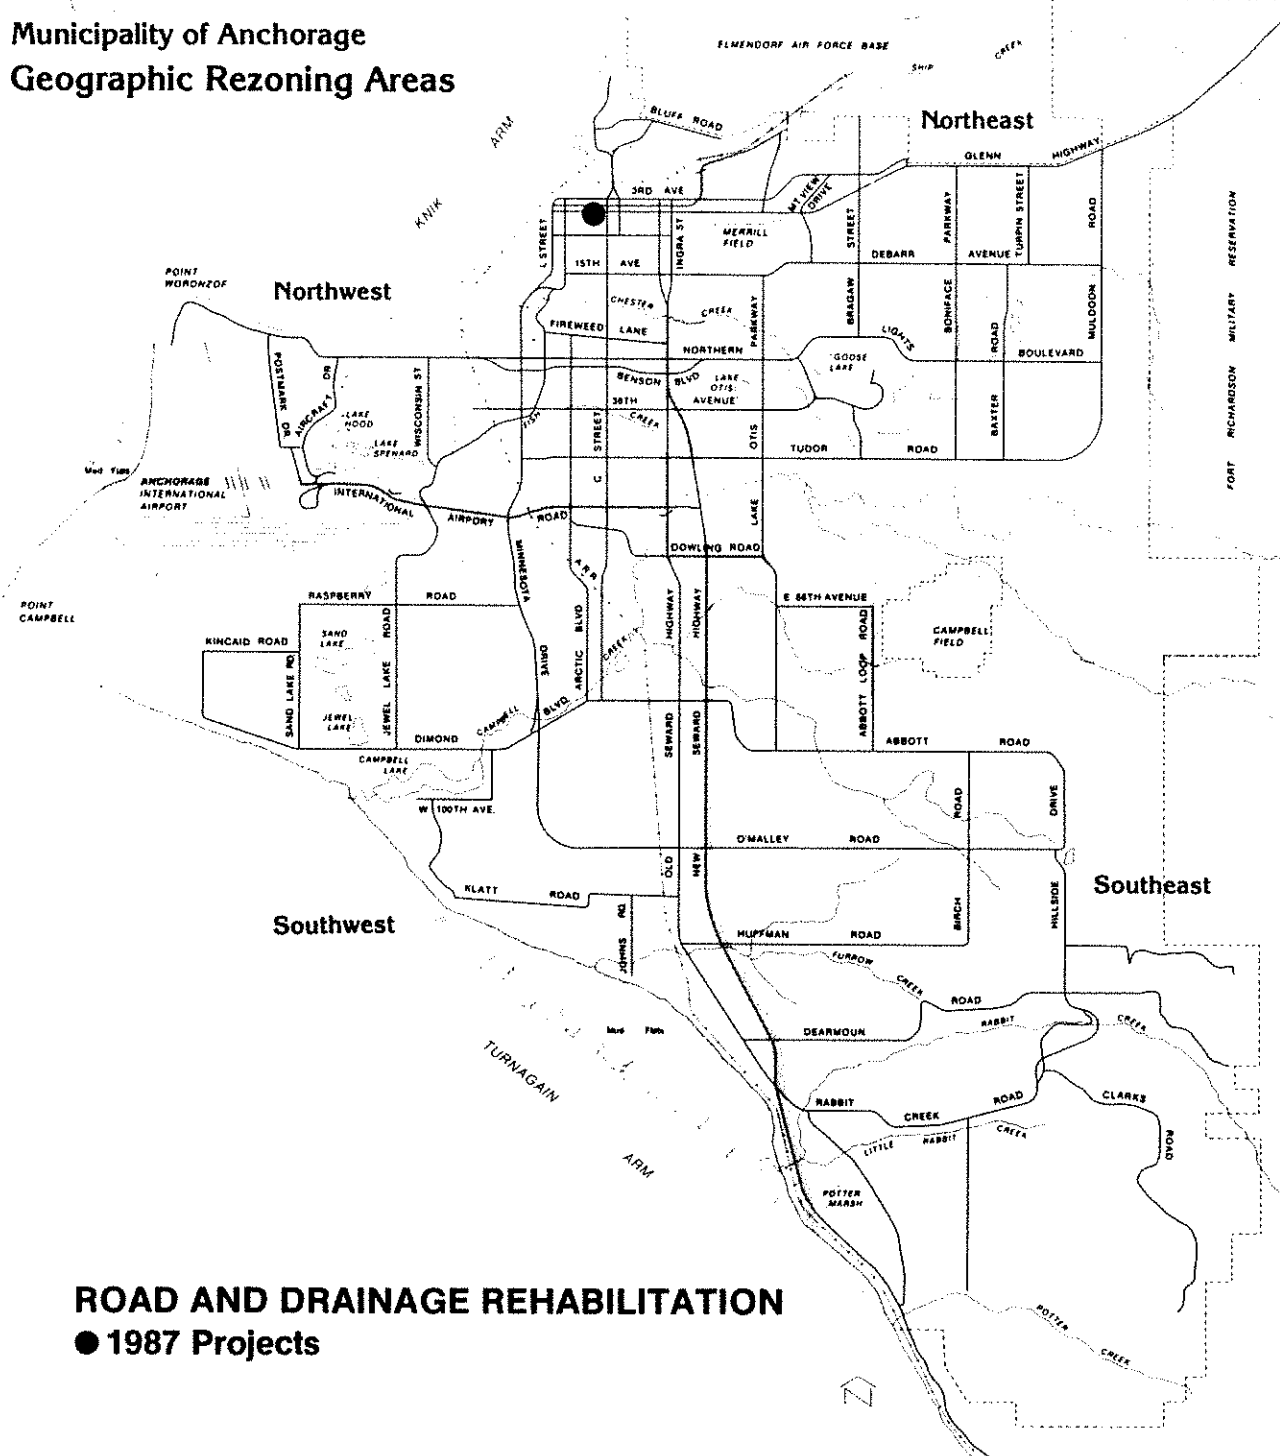 Municipality of Anchorage
Geographic Rezoning Areas
ELMENDORF AIR FORCE BASE
SHIP
CREEK
BLUFF ROAD
Northeast
KNIK
ARM
GLENN
HIGHWAY
3RD AVE
MT VIEW
DRIVE
L STREET
INGRA ST
MERRILL
FIELD
STREET
BRAGAW
PARKWAY
BONIFACE
TURPIN STREET
ROAD
MULDOON
FORT RICHARDSON MILITARY RESERVATION
DEBARR
AVENUE
15TH AVE
POINT
WORONZOF
Northwest
CHESTER
CREEK
PARKWAY
OTIS
LAKE
FIREWEED LANE
NORTHERN
LIGHTS
BOULEVARD
ROAD
BAXTER
GOOSE
LAKE
BENSON BLVD
LAKE
OTIS
36TH
AVENUE
POSTMARK DR
AIRCRAFT DR
WISCONSIN ST
LAKE
HOOD
LAKE
SPENARD
FISH
CREEK
C STREET
TUDOR
ROAD
Mud Flats
ANCHORAGE
INTERNATIONAL
AIRPORT
INTERNATIONAL
AIRPORT
ROAD
DOWLING ROAD
MINNESOTA
DRIVE
ARR
ARCTIC BLVD
HIGHWAY
HIGHWAY
POINT
CAMPBELL
RASPBERRY
ROAD
E 68TH AVENUE
KINCAID ROAD
SAND
LAKE
SAND LAKE RD
JEWEL LAKE ROAD
CREEK
CAMPBELL
FIELD
ABBOTT LOOP ROAD
JEWEL
LAKE
DIMOND
BLVD
CAMPBELL
SEWARD
SEWARD
ABBOTT
ROAD
CAMPBELL
LAKE
W 100TH AVE.
ROAD
BIRCH
DRIVE
HILLSIDE
O'MALLEY
ROAD
OLD
NEW
KLATT
ROAD
Southeast
Southwest
JOHNS RD
HUFFMAN
ROAD
FURROW
CREEK
ROAD
DEARMOUN
RABBIT
CREEK
Mud Flats
TURNAGAIN
ARM
RABBIT
CREEK
ROAD
CLARKS
ROAD
LITTLE RABBIT CREEK
POTTER
MARSH
POTTER
CREEK
ROAD AND DRAINAGE REHABILITATION
● 1987 Projects